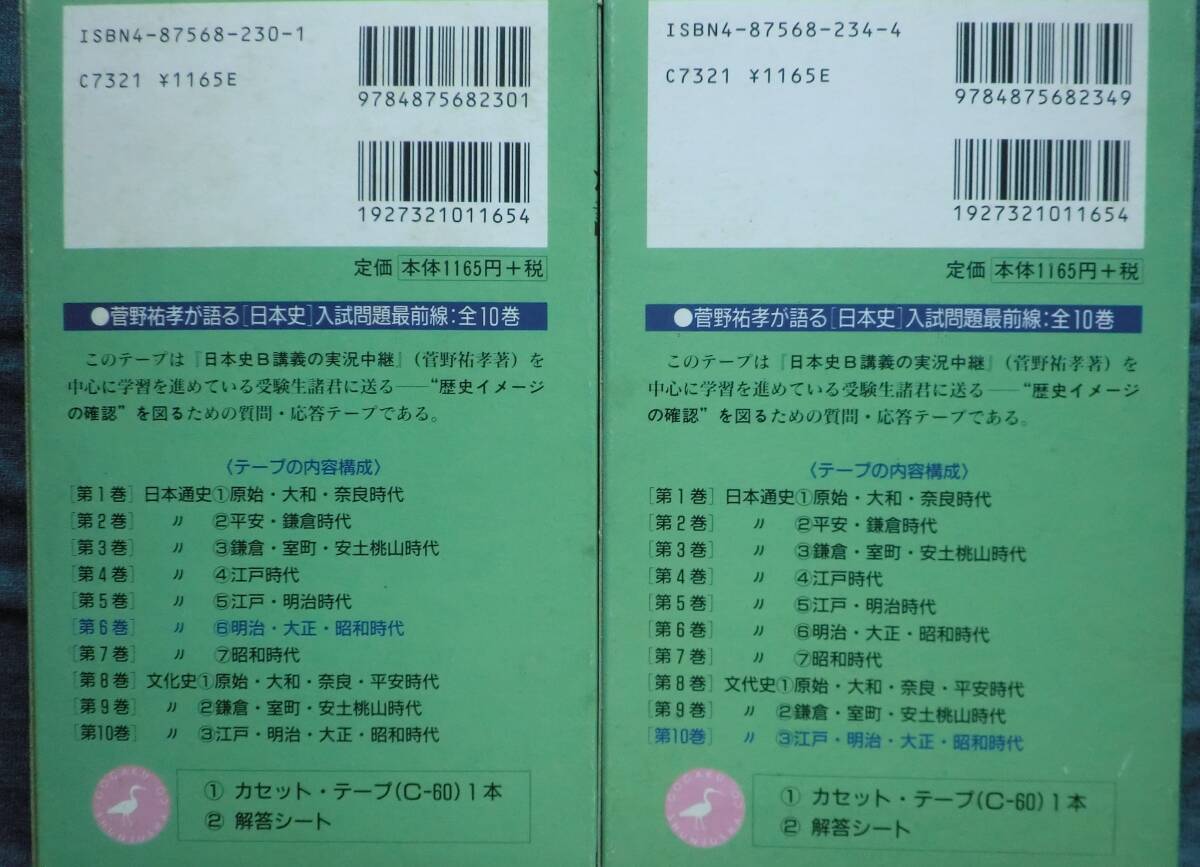 ISBN4-87568-230-1
C7321 ¥1165E
9784875682301
1927321011654
定価 本体1165円+税
●菅野祐孝が語る[日本史]入試問題最前線:全10巻
このテープは『日本史B講義の実況中継』(菅野祐孝著)を
中心に学習を進めている受験生諸君に送る——“歴史イメージ
の確認”を図るための質問・応答テープである。
〈テープの内容構成〉
[第1巻] 日本通史①原始・大和・奈良時代
[第2巻] 〃 ②平安・鎌倉時代
[第3巻] 〃 ③鎌倉・室町・安土桃山時代
[第4巻] 〃 ④江戸時代
[第5巻] 〃 ⑤江戸・明治時代
[第6巻] 〃 ⑥明治・大正・昭和時代
[第7巻] 〃 ⑦昭和時代
[第8巻] 文化史①原始・大和・奈良・平安時代
[第9巻] 〃 ②鎌倉・室町・安土桃山時代
[第10巻] 〃 ③江戸・明治・大正・昭和時代
① カセット・テープ(C-60)1本
② 解答シート
ISBN4-87568-234-4
C7321 ¥1165E
9784875682349
1927321011654
定価 本体1165円+税
●菅野祐孝が語る[日本史]入試問題最前線:全10巻
このテープは『日本史B講義の実況中継』(菅野祐孝著)を
中心に学習を進めている受験生諸君に送る——“歴史イメージ
の確認”を図るための質問・応答テープである。
〈テープの内容構成〉
[第1巻] 日本通史①原始・大和・奈良時代
[第2巻] 〃 ②平安・鎌倉時代
[第3巻] 〃 ③鎌倉・室町・安土桃山時代
[第4巻] 〃 ④江戸時代
[第5巻] 〃 ⑤江戸・明治時代
[第6巻] 〃 ⑥明治・大正・昭和時代
[第7巻] 〃 ⑦昭和時代
[第8巻] 文代史①原始・大和・奈良・平安時代
[第9巻] 〃 ②鎌倉・室町・安土桃山時代
[第10巻] 〃 ③江戸・明治・大正・昭和時代
① カセット・テープ(C-60)1本
② 解答シート